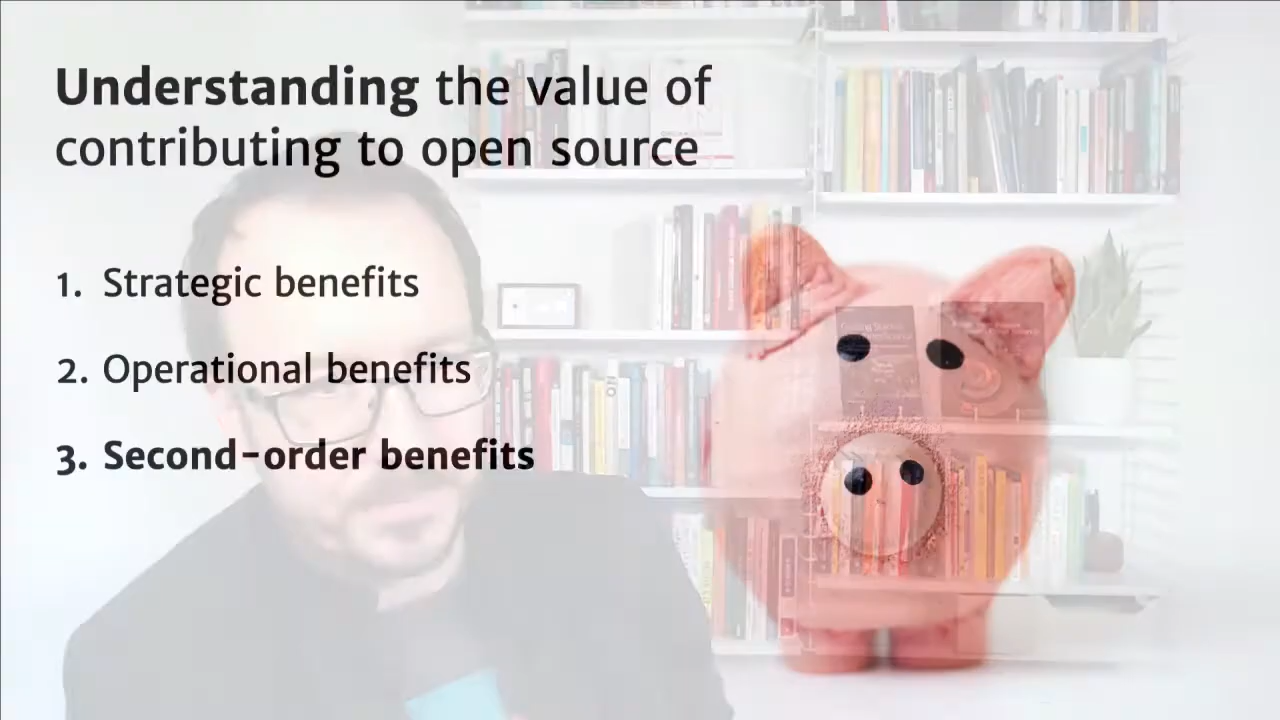 Understanding the value of
contributing to open source
1. Strategic benefits
2. Operational benefits
3. Second-order benefits